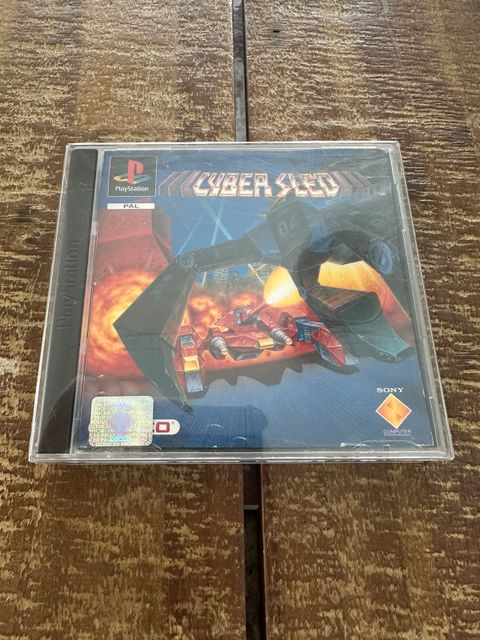 PlayStation
PAL
CYBER SLED
PlayStation
SONY
COMPUTER